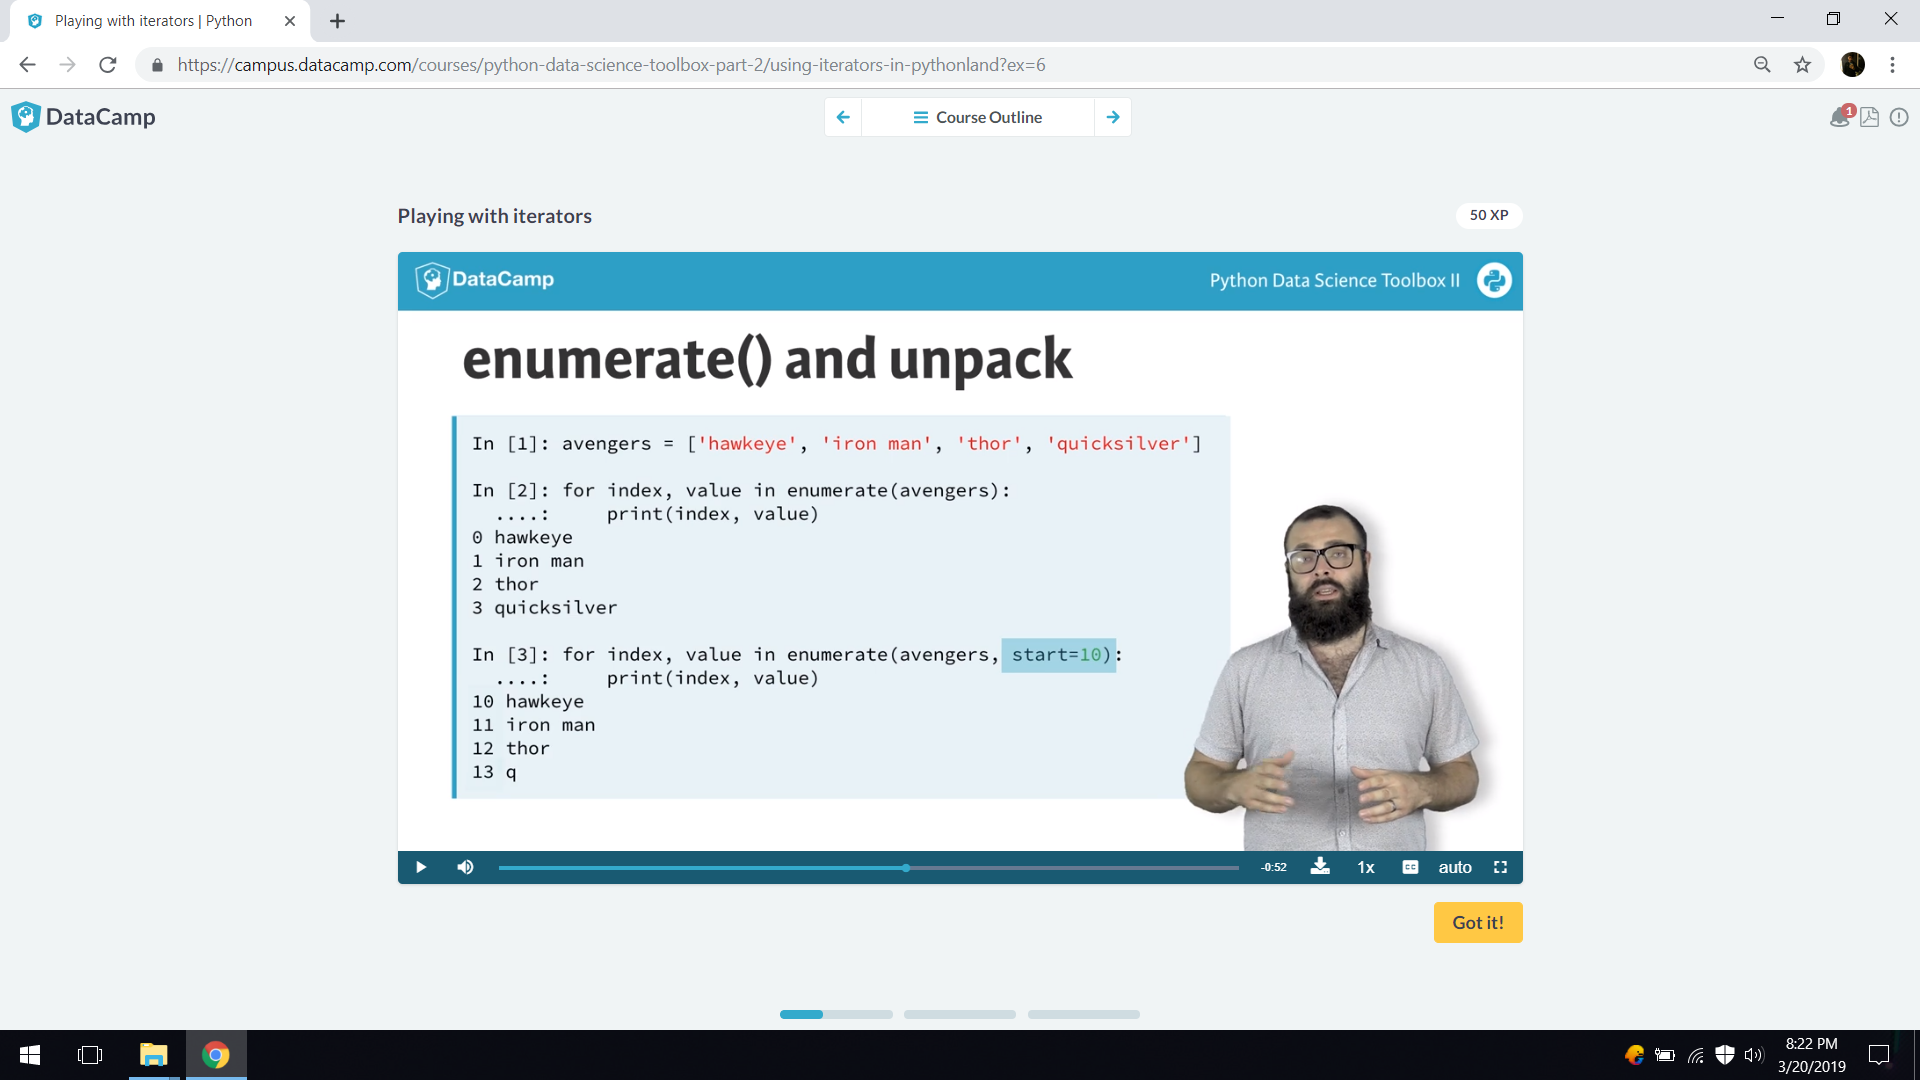 Playing with iterators | Python
https://campus.datacamp.com/courses/python-data-science-toolbox-part-2/using-iterators-in-pythonland?ex=6
DataCamp
Course Outline
1
Playing with iterators
50 XP
DataCamp
Python Data Science Toolbox II
enumerate() and unpack
In [1]: avengers = ['hawkeye', 'iron man', 'thor', 'quicksilver']
In [2]: for index, value in enumerate(avengers):
....: print(index, value)
0 hawkeye
1 iron man
2 thor
3 quicksilver
In [3]: for index, value in enumerate(avengers, start=10):
....: print(index, value)
10 hawkeye
11 iron man
12 thor
13 q
-0:52
1x
CC
auto
Got it!
8:22 PM
3/20/2019